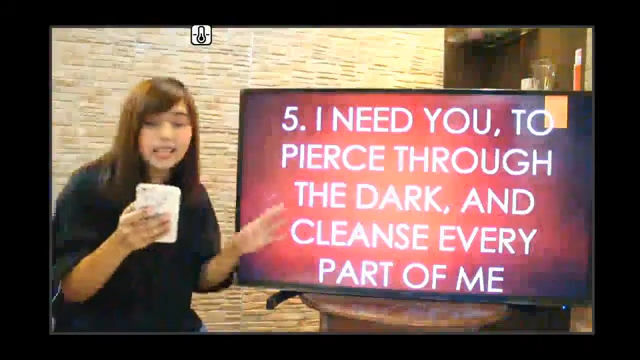 5. I NEED YOU, TO
PIERCE THROUGH
THE DARK, AND
CLEANSE EVERY
PART OF ME